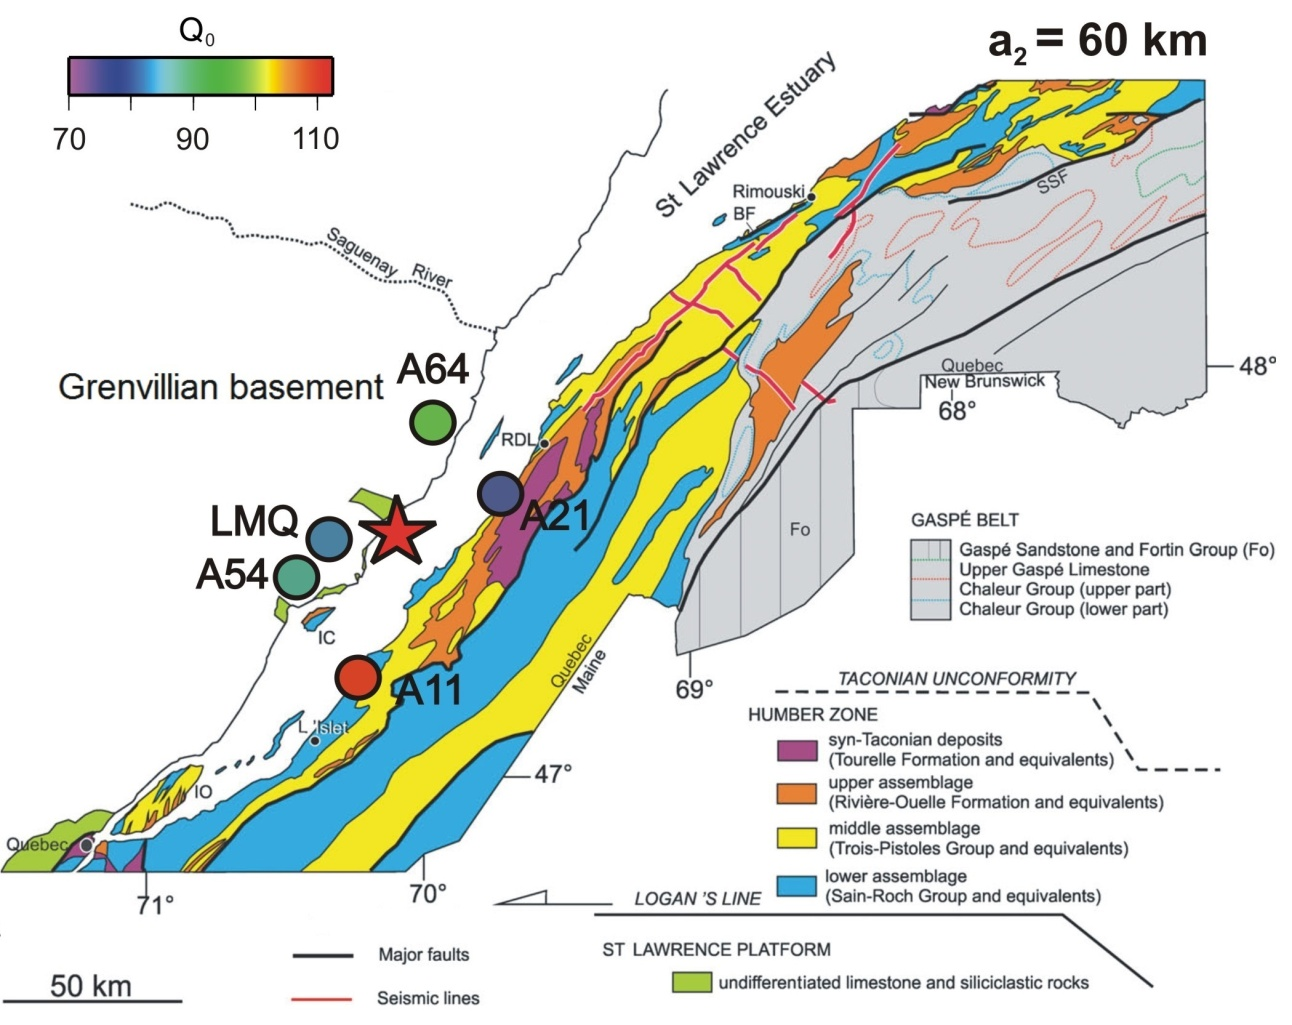 Q0
70 90 110
a2 = 60 km
St Lawrence Estuary
Rimouski
BF
SSF
Saguenay River
Grenvillian basement
A64
RDL
A21
LMQ
A54
IC
A11
L 'Islet
IO
Quebec
Quebec
New Brunswick
48°
68°
Fo
Quebec
Maine
69°
47°
70°
71°
GASPÉ BELT
Gaspé Sandstone and Fortin Group (Fo)
Upper Gaspé Limestone
Chaleur Group (upper part)
Chaleur Group (lower part)
TACONIAN UNCONFORMITY
HUMBER ZONE
syn-Taconian deposits
(Tourelle Formation and equivalents)
upper assemblage
(Rivière-Ouelle Formation and equivalents)
middle assemblage
(Trois-Pistoles Group and equivalents)
lower assemblage
(Sain-Roch Group and equivalents)
LOGAN 'S LINE
ST LAWRENCE PLATFORM
undifferentiated limestone and siliciclastic rocks
Major faults
Seismic lines
50 km